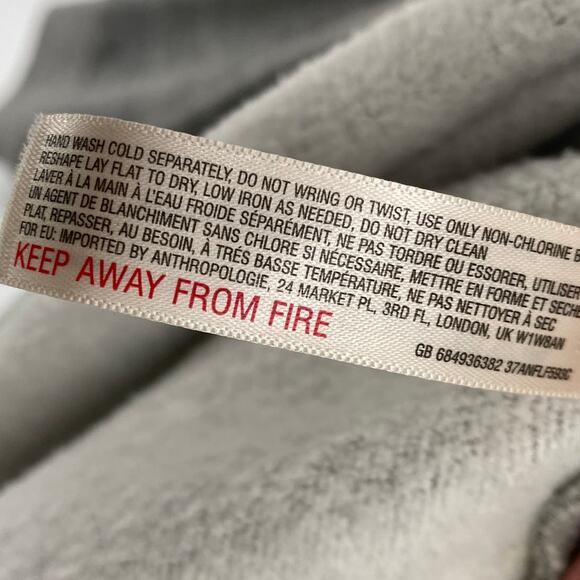 HAND WASH COLD SEPARATELY, DO NOT WRING OR TWIST, USE ONLY NON-CHLORINE B
RESHAPE LAY FLAT TO DRY, LOW IRON AS NEEDED, DO NOT DRY CLEAN
LAVER À LA MAIN À L'EAU FROIDE SÉPARÉMENT, NE PAS TORDRE OU ESSORER, UTILISER
UN AGENT DE BLANCHIMENT SANS CHLORE SI NÉCESSAIRE, METTRE EN FORME ET SÉCHE
PLAT, REPASSER, AU BESOIN, À TRÈS BASSE TEMPÉRATURE, NE PAS NETTOYER À SEC
FOR EU: IMPORTED BY ANTHROPOLOGIE, 24 MARKET PL, 3RD FL, LONDON, UK W1W8AN
KEEP AWAY FROM FIRE
GB 684936382